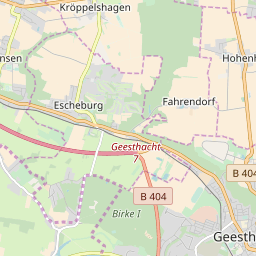 Kröppelshagen
nsen
Hohenh
Escheburg
Fahrendorf
Geesthacht
7
B 404
B 404
Birke I
Geesth